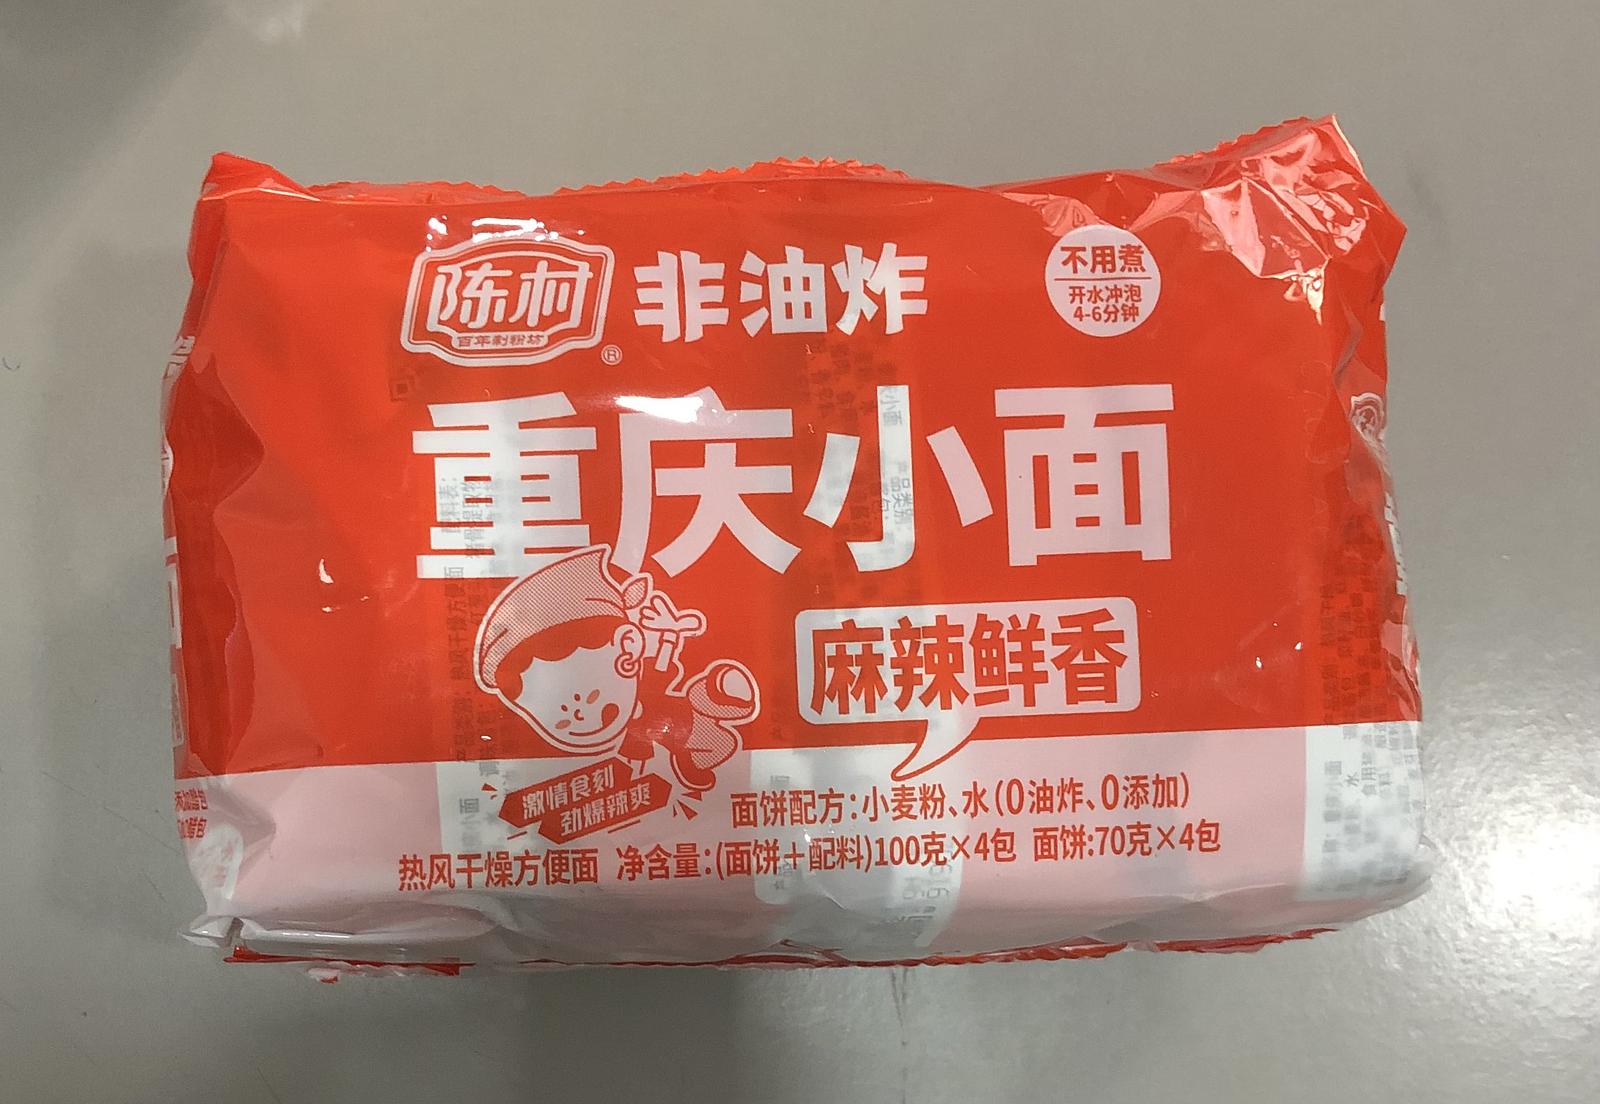 陈村
百年制粉坊
®
非油炸
不用煮
开水冲泡
4-6分钟
重庆小面
麻辣鲜香
激情食刻
劲爆辣爽
面饼配方:小麦粉、水(0油炸、0添加)
热风干燥方便面 净含量:(面饼+配料)100克×4包 面饼:70克×4包